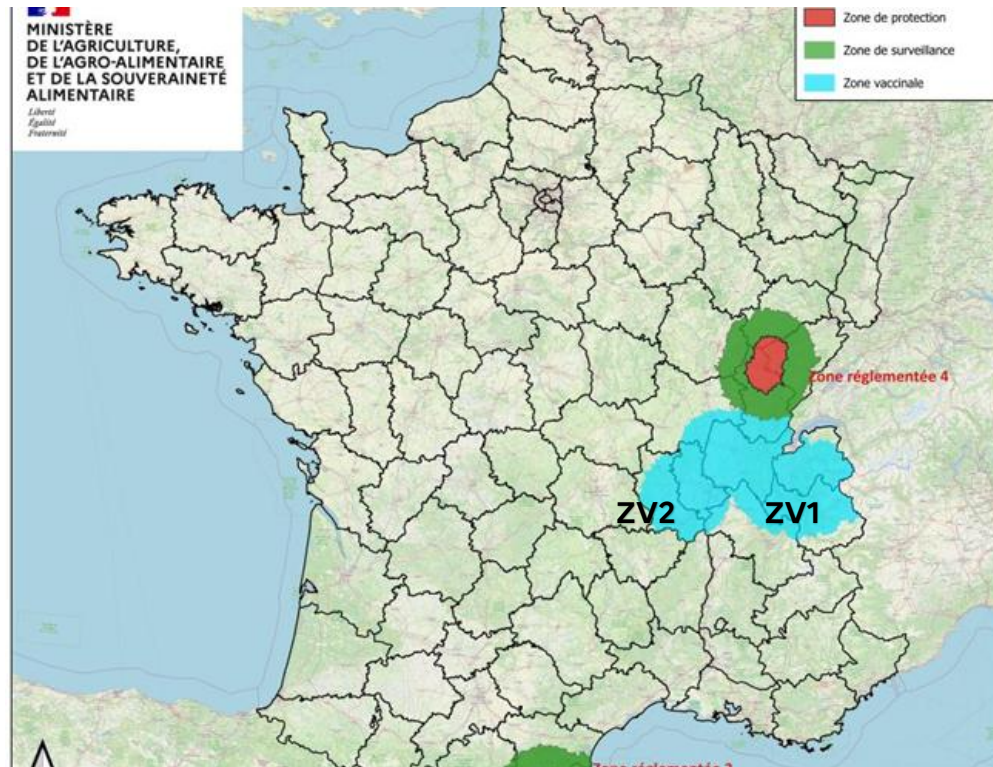 MINISTÈRE
DE L'AGRICULTURE,
DE L'AGRO-ALIMENTAIRE
ET DE LA SOUVERAINETÉ
ALIMENTAIRE
Liberté
Égalité
Fraternité
Zone de protection
Zone de surveillance
Zone vaccinale
Zone réglementée 4
ZV2
ZV1